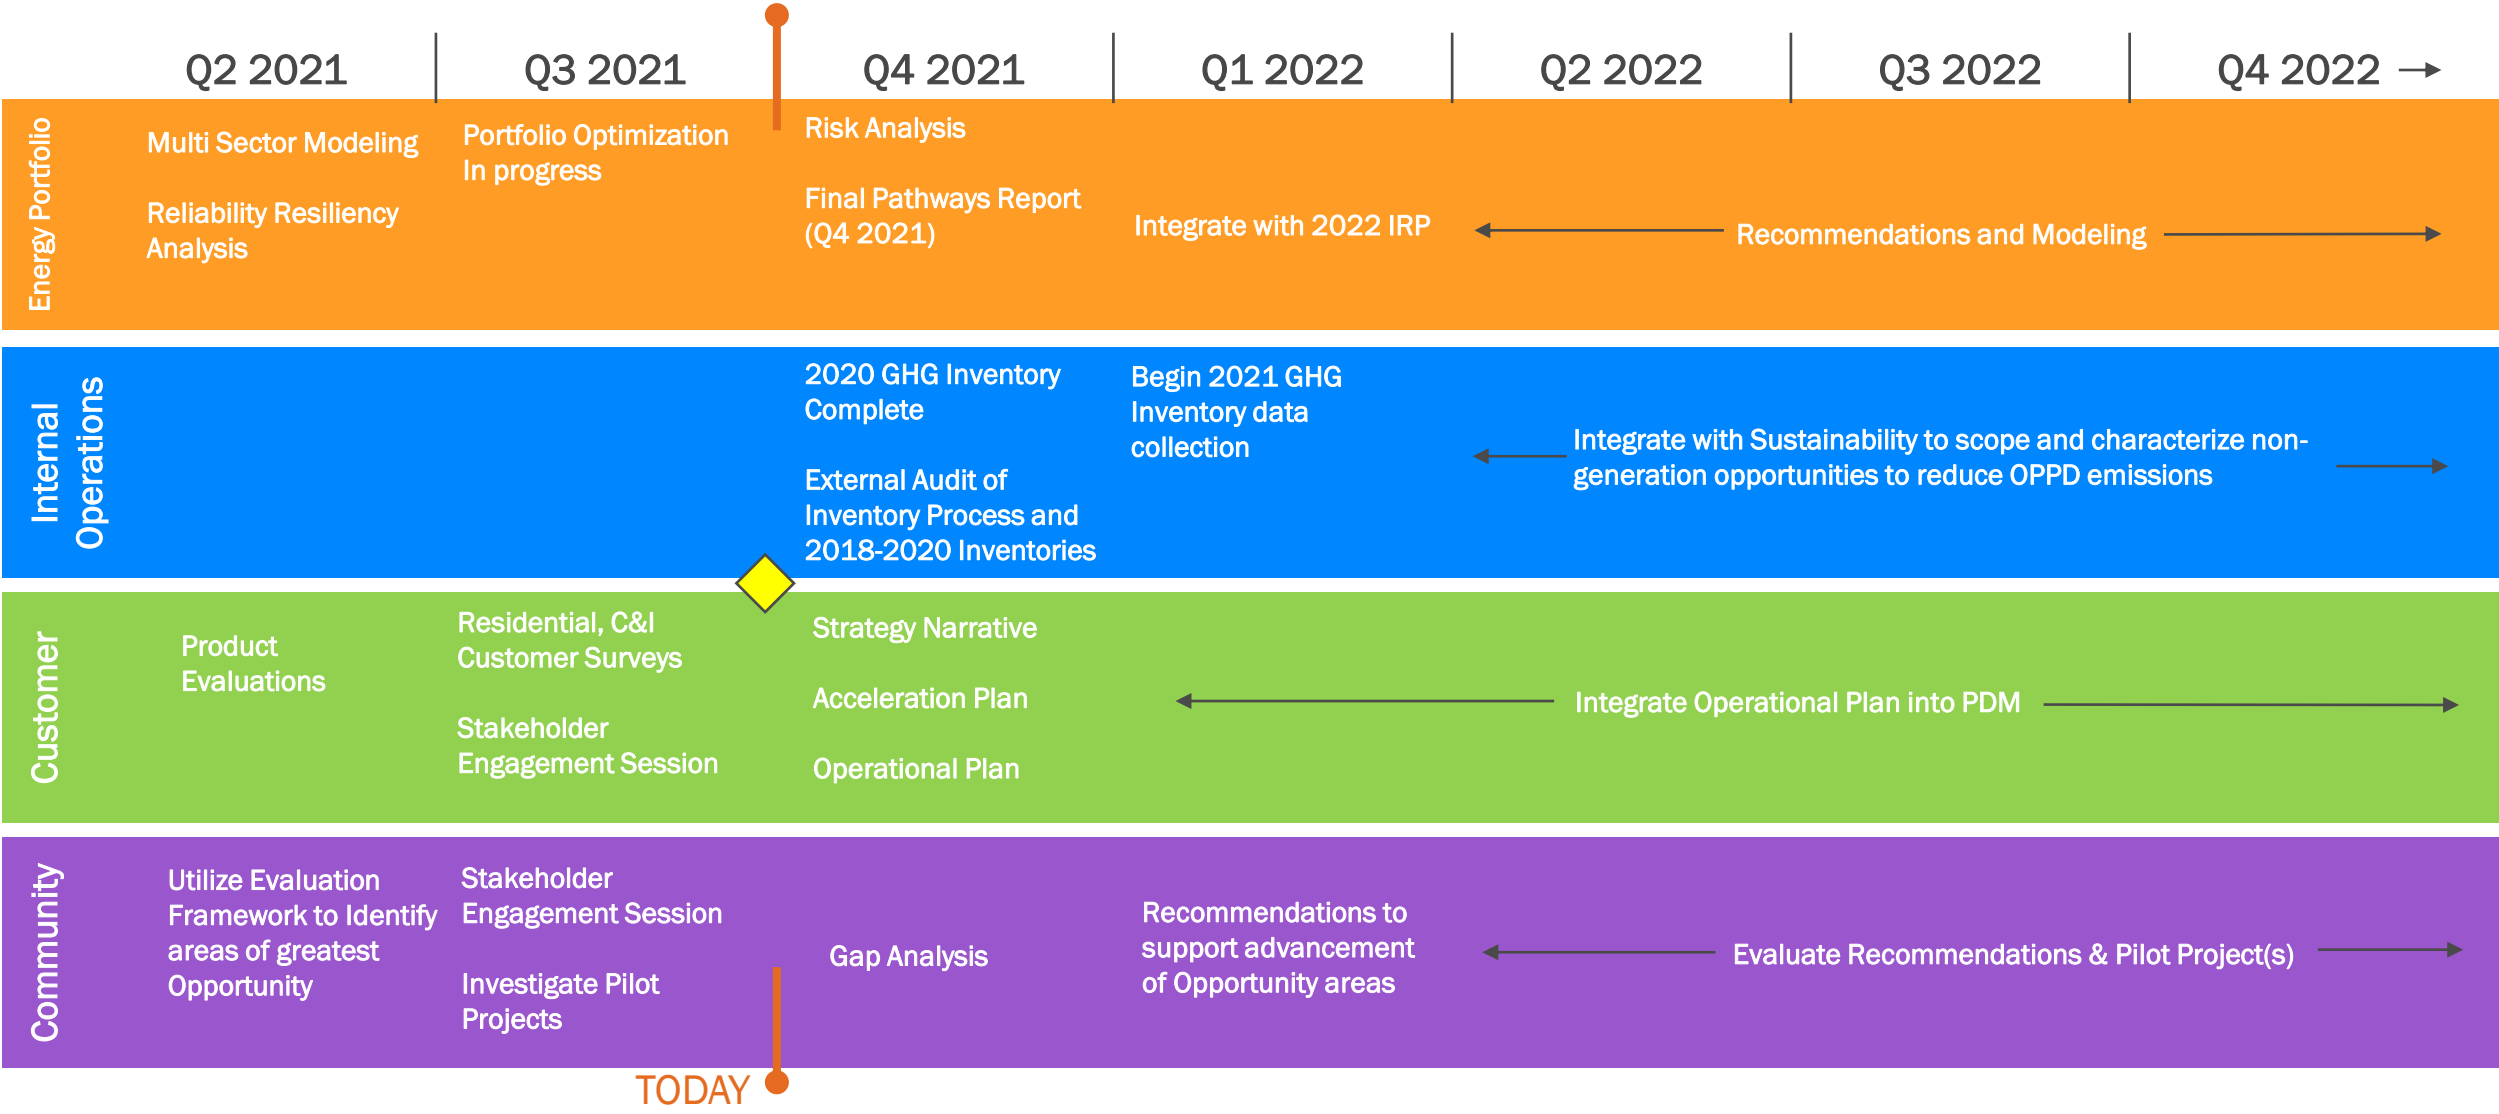 Q2 2021
Q3 2021
Q4 2021
Q1 2022
Q2 2022
Q3 2022
Q4 2022
Energy Portfolio
Multi Sector Modeling
Reliability Resiliency
Analysis
Portfolio Optimization
In progress
Risk Analysis
Final Pathways Report
(Q4 2021)
Integrate with 2022 IRP
Recommendations and Modeling
Internal
Operations
2020 GHG Inventory
Complete
External Audit of
Inventory Process and
2018-2020 Inventories
Begin 2021 GHG
Inventory data
collection
Integrate with Sustainability to scope and characterize non-
generation opportunities to reduce OPPD emissions
Customer
Product
Evaluations
Residential, C&I
Customer Surveys
Stakeholder
Engagement Session
Strategy Narrative
Acceleration Plan
Operational Plan
Integrate Operational Plan into PDM
Community
Utilize Evaluation
Framework to Identify
areas of greatest
Opportunity
Stakeholder
Engagement Session
Investigate Pilot
Projects
Gap Analysis
Recommendations to
support advancement
of Opportunity areas
Evaluate Recommendations & Pilot Project(s)
TODAY